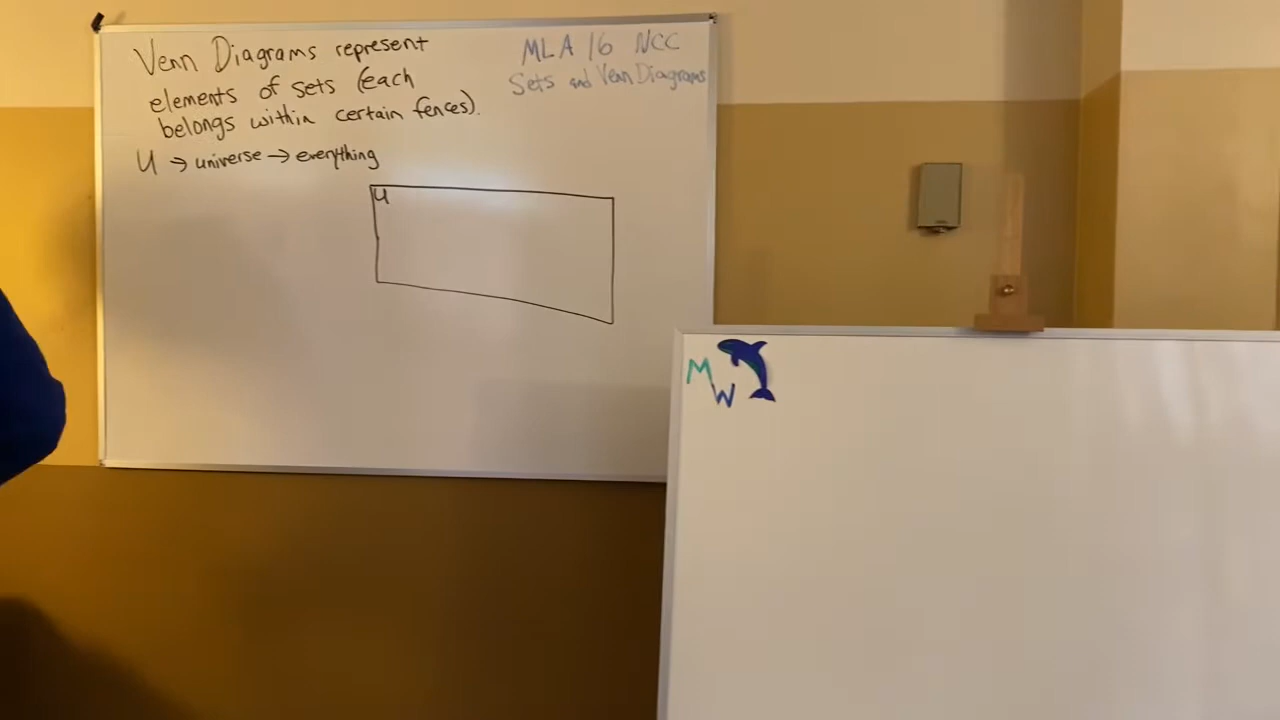 Venn Diagrams represent
elements of sets (each
belongs within certain fences).
U → universe → everything
MLA 16 NCC
Sets and Venn Diagrams
U
MW